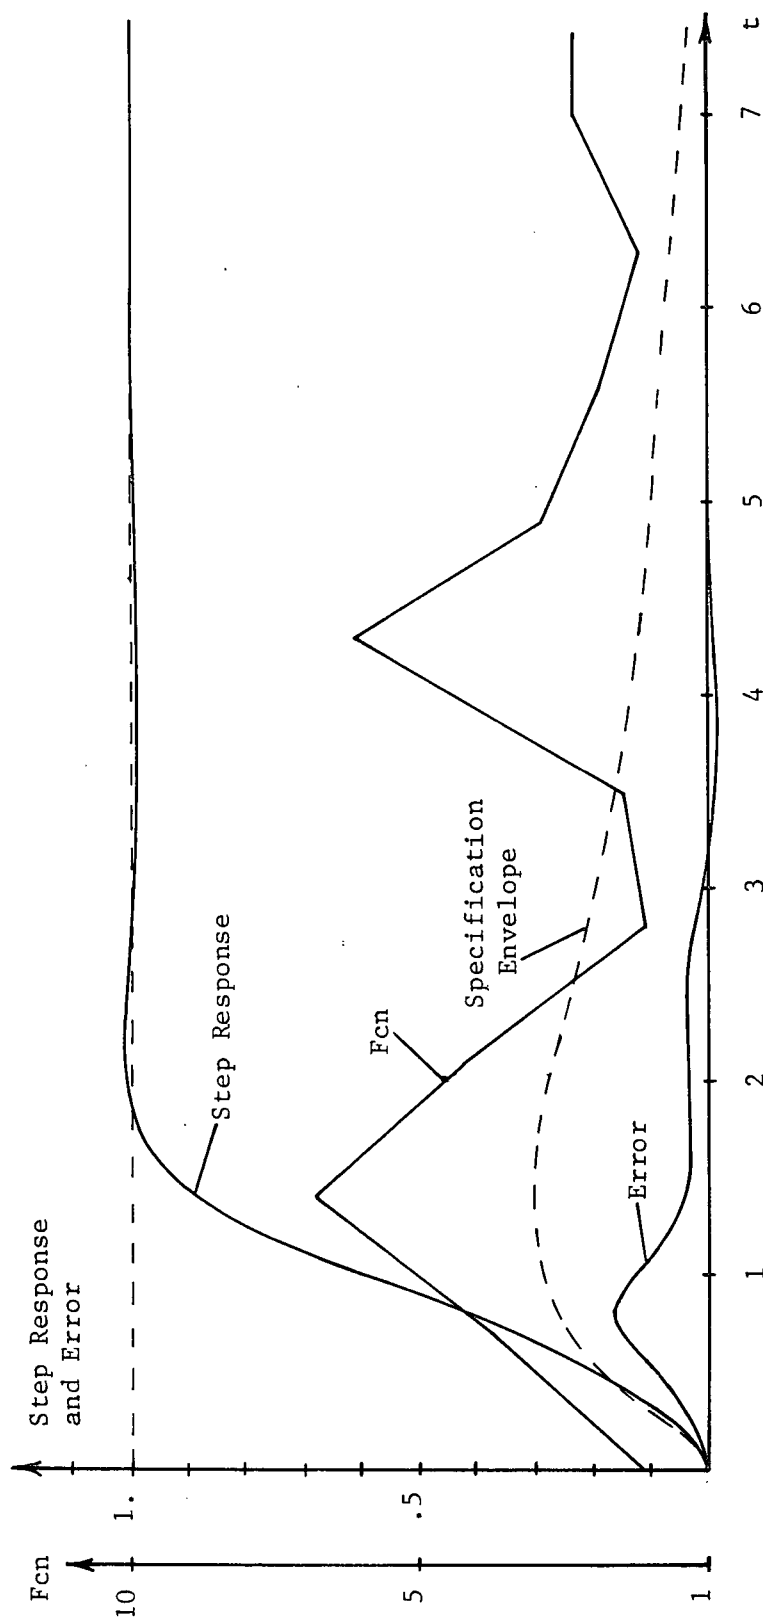 Fcn
Step Response
and Error
10
1.
5
.5
1
Step Response
Fcn
Specification
Envelope
Error
1
2
3
4
5
6
7
t